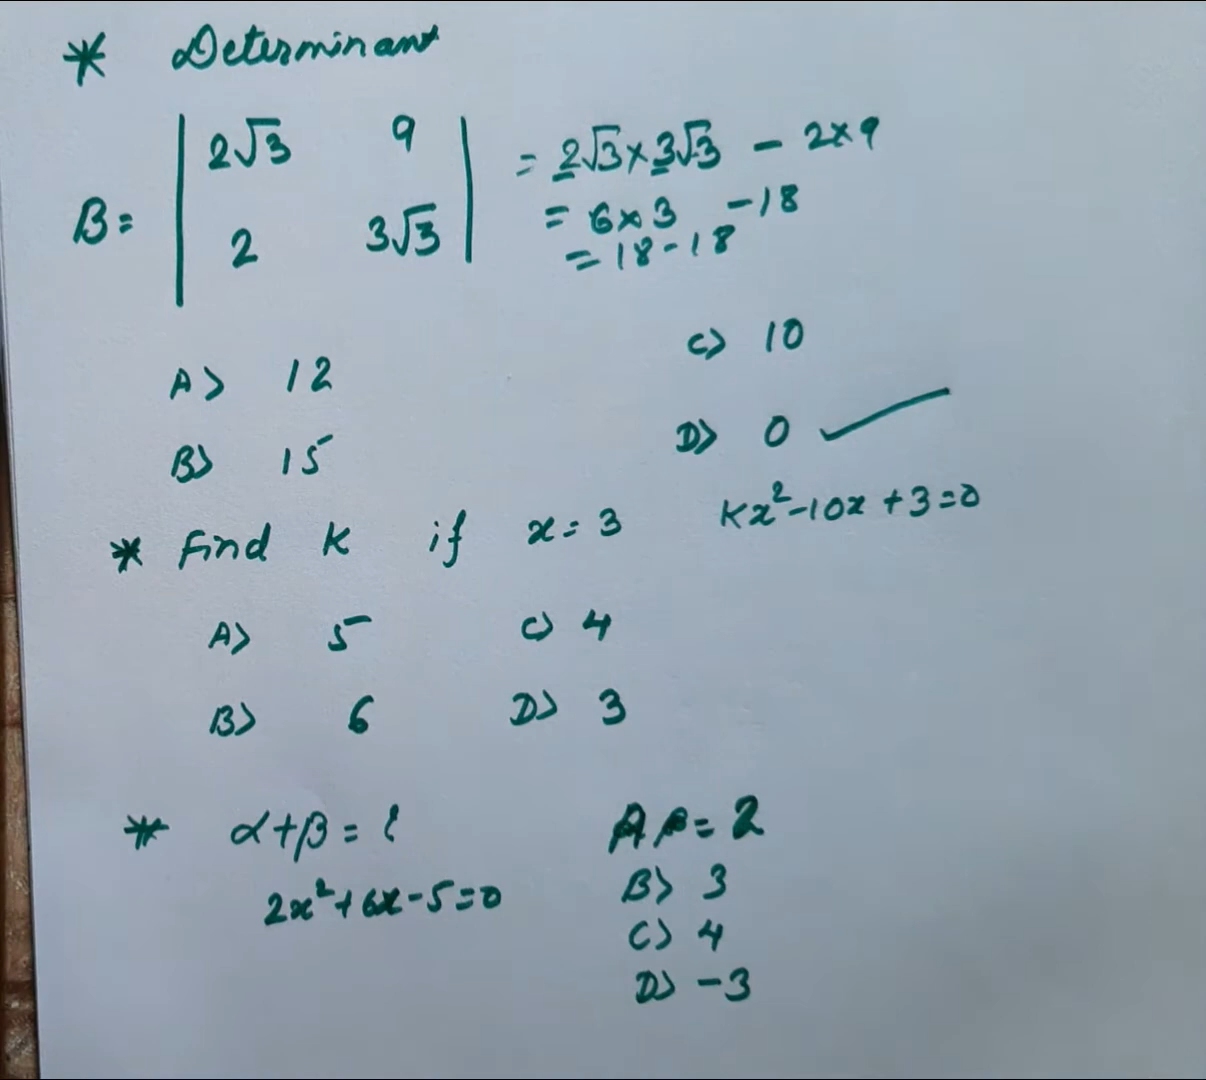 * Determinant
B = | 2√3 9 | = 2√3 × 3√3 - 2×9
| 2 3√3 | = 6×3 -18
= 18-18
A> 12
C> 10
B> 15
D> 0 ✓
* Find K if x = 3 Kx²-10x+3=0
A> 5 C> 4
B> 6 D> 3
* α+β = ?
2x²+6x-5=0
2
B> 3
C> 4
D> -3